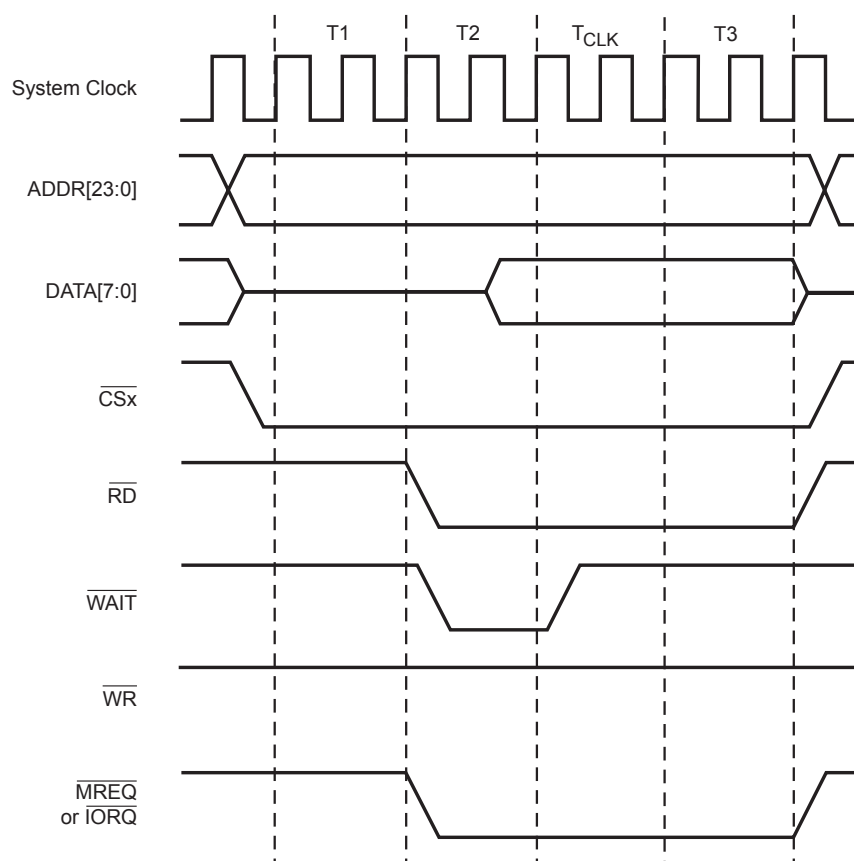 T1 T2 TCLK T3
System Clock
ADDR[23:0]
DATA[7:0]
CSx
RD
WAIT
WR
MREQ
or IORQ